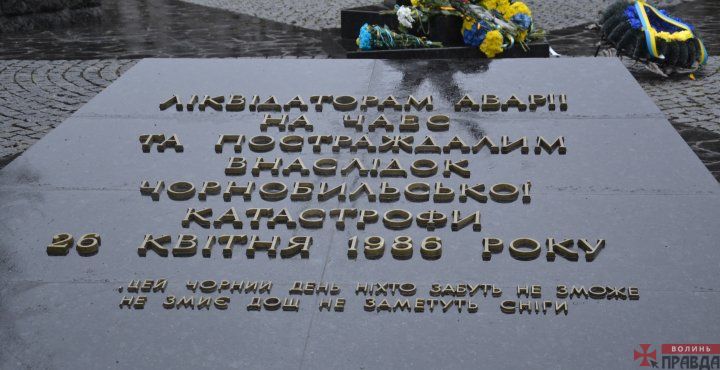 ЛІКВІДАТОРАМ АВАРІЇ
НА ЧАЕС
ТА ПОСТРАЖДАЛИМ
ВНАСЛІДОК
ЧОРНОБИЛЬСЬКОЇ
КАТАСТРОФИ
26 КВІТНЯ 1986 РОКУ
ЦЕЙ ЧОРНИЙ ДЕНЬ НІХТО ЗАБУТЬ НЕ ЗМОЖЕ
НЕ ЗМИЄ ДОЩ НЕ ЗАМЕТУТЬ СНІГИ
ВОЛИНЬ
ПРАВДА